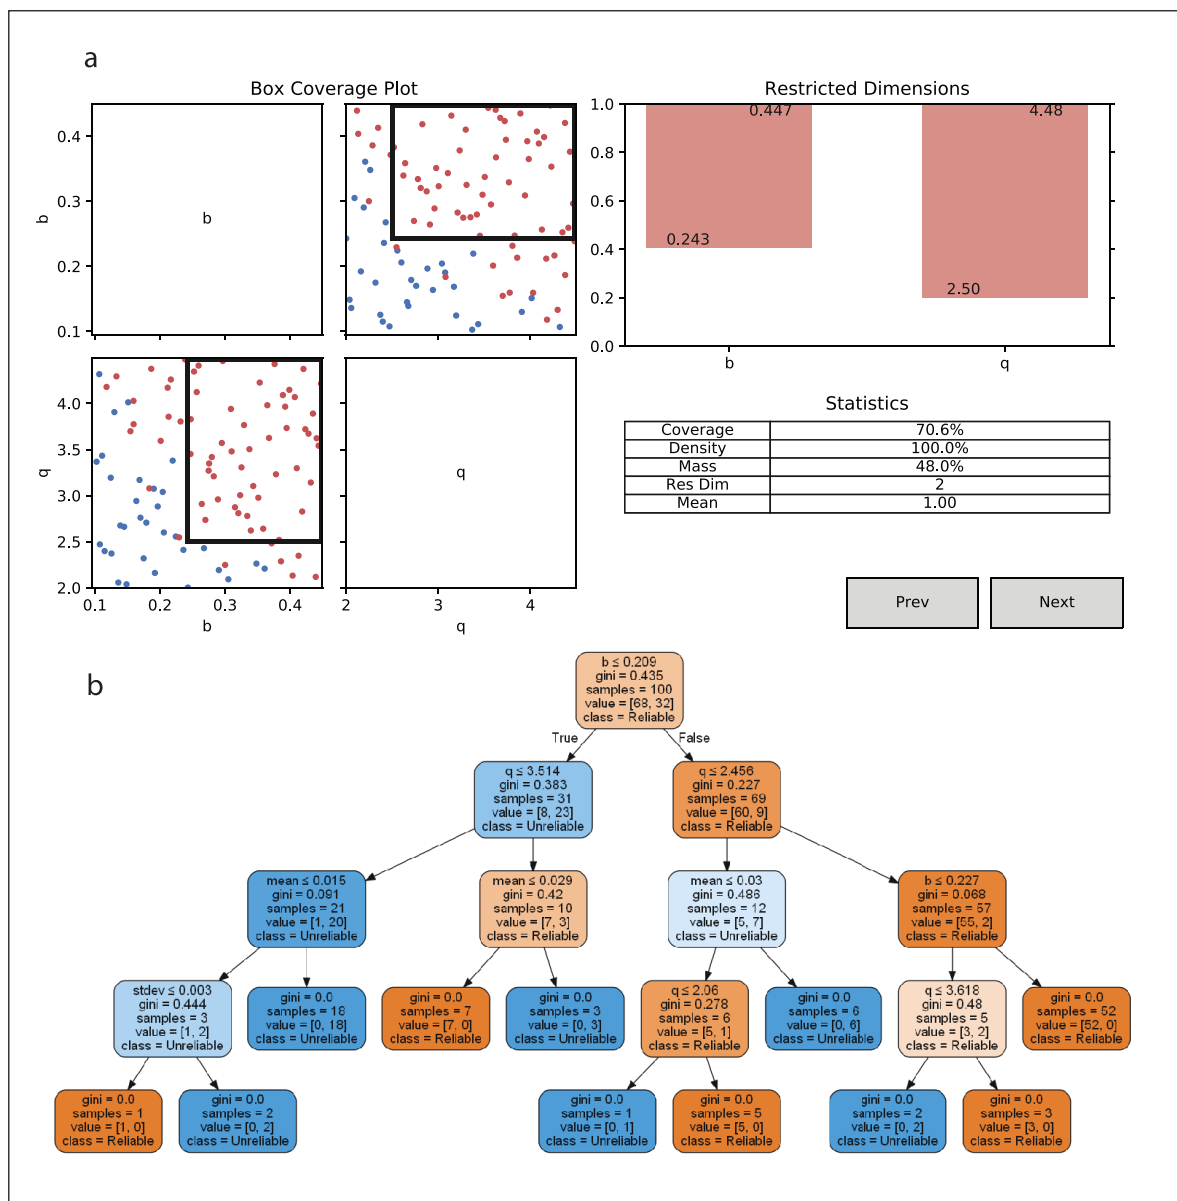 a
Box Coverage Plot
Restricted Dimensions
b
0.4
0.3
0.2
0.1
b
1.0
0.8
0.6
0.4
0.2
0.0
0.447
0.243
4.48
2.50
b
q
q
4.0
3.5
3.0
2.5
2.0
0.1
0.2
0.3
0.4
b
q
2
3
4
q
Statistics
Coverage 70.6%
Density 100.0%
Mass 48.0%
Res Dim 2
Mean 1.00
Prev
Next
b
b ≤ 0.209
gini = 0.435
samples = 100
value = [68, 32]
class = Reliable
True
False
q ≤ 3.514
gini = 0.383
samples = 31
value = [8, 23]
class = Unreliable
q ≤ 2.456
gini = 0.227
samples = 69
value = [60, 9]
class = Reliable
mean ≤ 0.015
gini = 0.091
samples = 21
value = [1, 20]
class = Unreliable
mean ≤ 0.029
gini = 0.42
samples = 10
value = [7, 3]
class = Reliable
mean ≤ 0.03
gini = 0.486
samples = 12
value = [5, 7]
class = Unreliable
b ≤ 0.227
gini = 0.068
samples = 57
value = [55, 2]
class = Reliable
stdev ≤ 0.003
gini = 0.444
samples = 3
value = [1, 2]
class = Unreliable
gini = 0.0
samples = 18
value = [0, 18]
class = Unreliable
gini = 0.0
samples = 7
value = [7, 0]
class = Reliable
gini = 0.0
samples = 3
value = [0, 3]
class = Unreliable
q ≤ 2.06
gini = 0.278
samples = 6
value = [5, 1]
class = Reliable
gini = 0.0
samples = 6
value = [0, 6]
class = Unreliable
q ≤ 3.618
gini = 0.48
samples = 5
value = [3, 2]
class = Reliable
gini = 0.0
samples = 52
value = [52, 0]
class = Reliable
gini = 0.0
samples = 1
value = [1, 0]
class = Reliable
gini = 0.0
samples = 2
value = [0, 2]
class = Unreliable
gini = 0.0
samples = 1
value = [0, 1]
class = Unreliable
gini = 0.0
samples = 5
value = [5, 0]
class = Reliable
gini = 0.0
samples = 2
value = [0, 2]
class = Unreliable
gini = 0.0
samples = 3
value = [3, 0]
class = Reliable